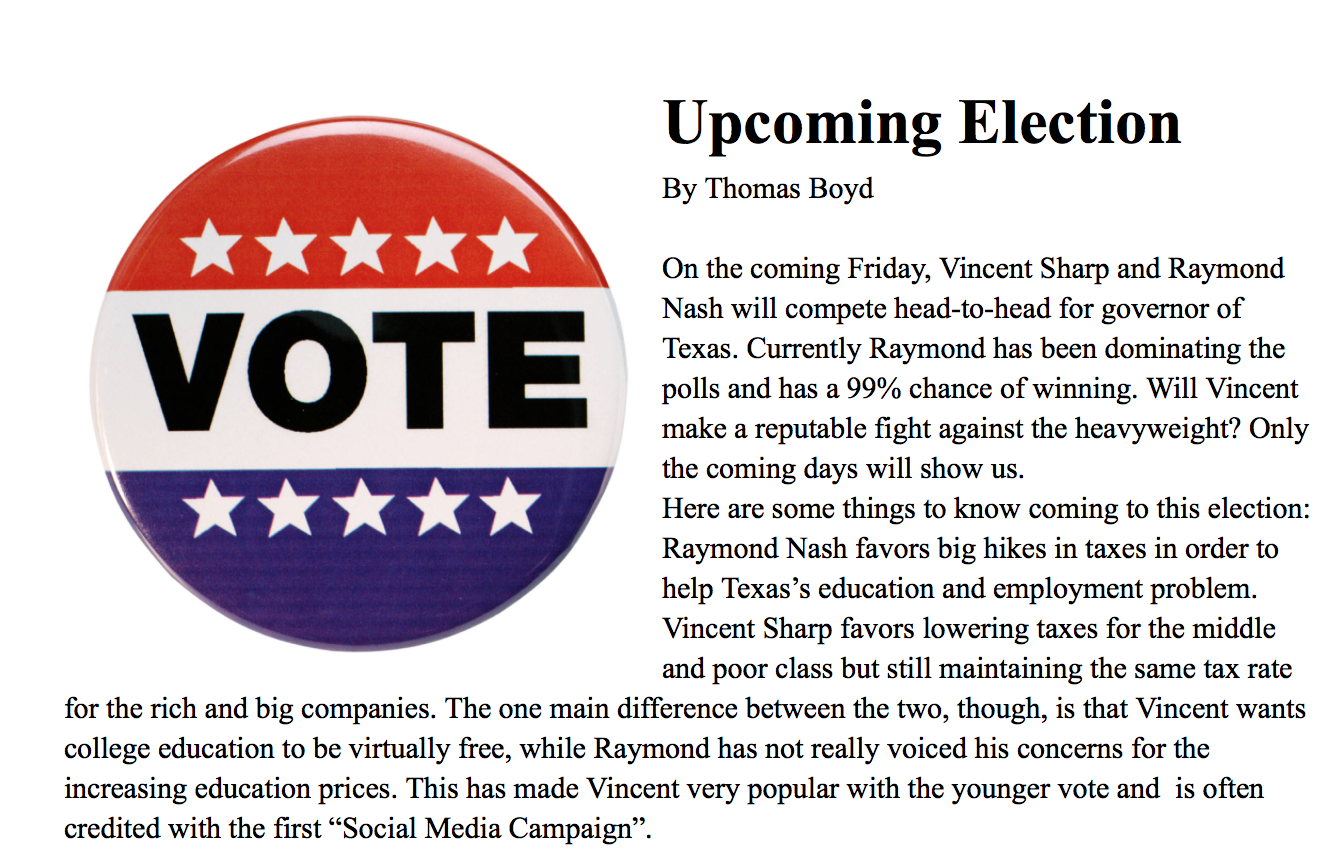 VOTE
Upcoming Election
By Thomas Boyd
On the coming Friday, Vincent Sharp and Raymond
Nash will compete head-to-head for governor of
Texas. Currently Raymond has been dominating the
polls and has a 99% chance of winning. Will Vincent
make a reputable fight against the heavyweight? Only
the coming days will show us.
Here are some things to know coming to this election:
Raymond Nash favors big hikes in taxes in order to
help Texas’s education and employment problem.
Vincent Sharp favors lowering taxes for the middle
and poor class but still maintaining the same tax rate
for the rich and big companies. The one main difference between the two, though, is that Vincent wants
college education to be virtually free, while Raymond has not really voiced his concerns for the
increasing education prices. This has made Vincent very popular with the younger vote and  is often
credited with the first “Social Media Campaign”.